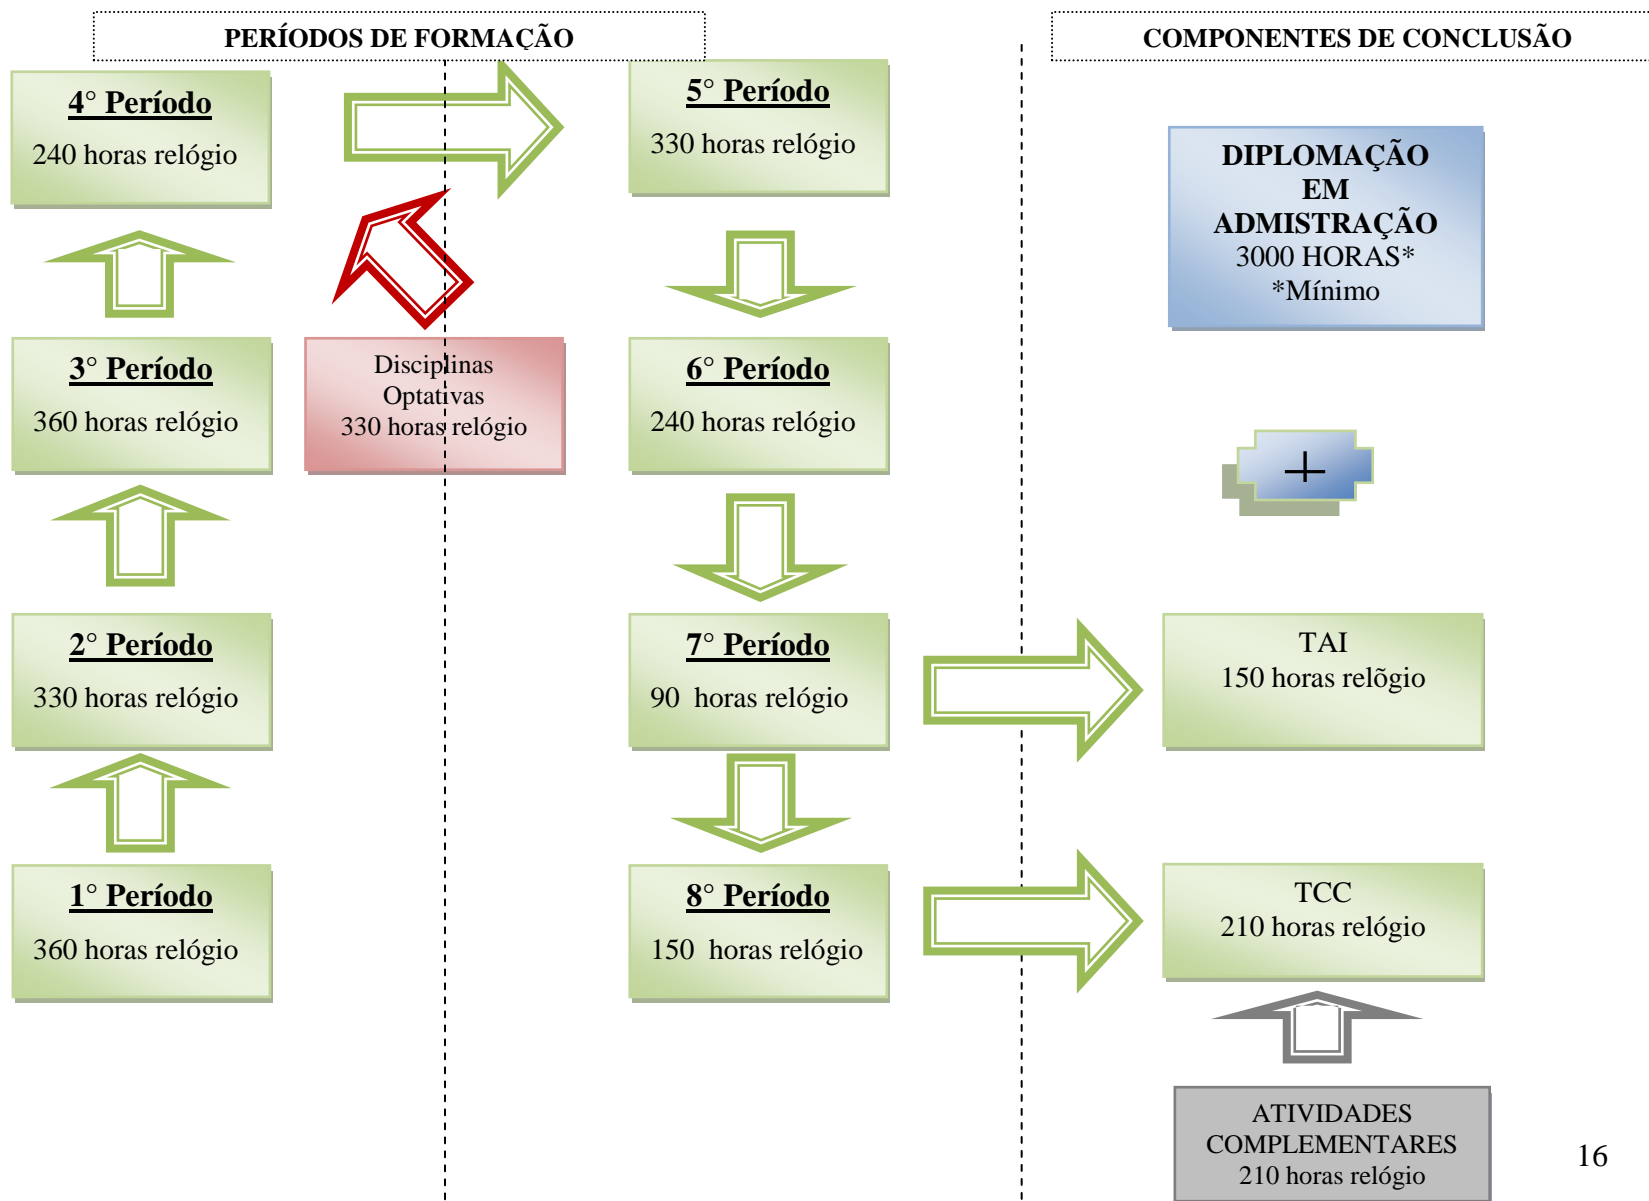 PERÍODOS DE FORMAÇÃO
COMPONENTES DE CONCLUSÃO
4° Período
240 horas relógio
5° Período
330 horas relógio
DIPLOMAÇÃO
EM
ADMISTRAÇÃO
3000 HORAS*
*Mínimo
3° Período
360 horas relógio
Disciplinas
Optativas
330 horas relógio
6° Período
240 horas relógio
+
2° Período
330 horas relógio
7° Período
90 horas relógio
TAI
150 horas relõgio
1° Período
360 horas relógio
8° Período
150 horas relógio
TCC
210 horas relógio
ATIVIDADES
COMPLEMENTARES
210 horas relógio
16